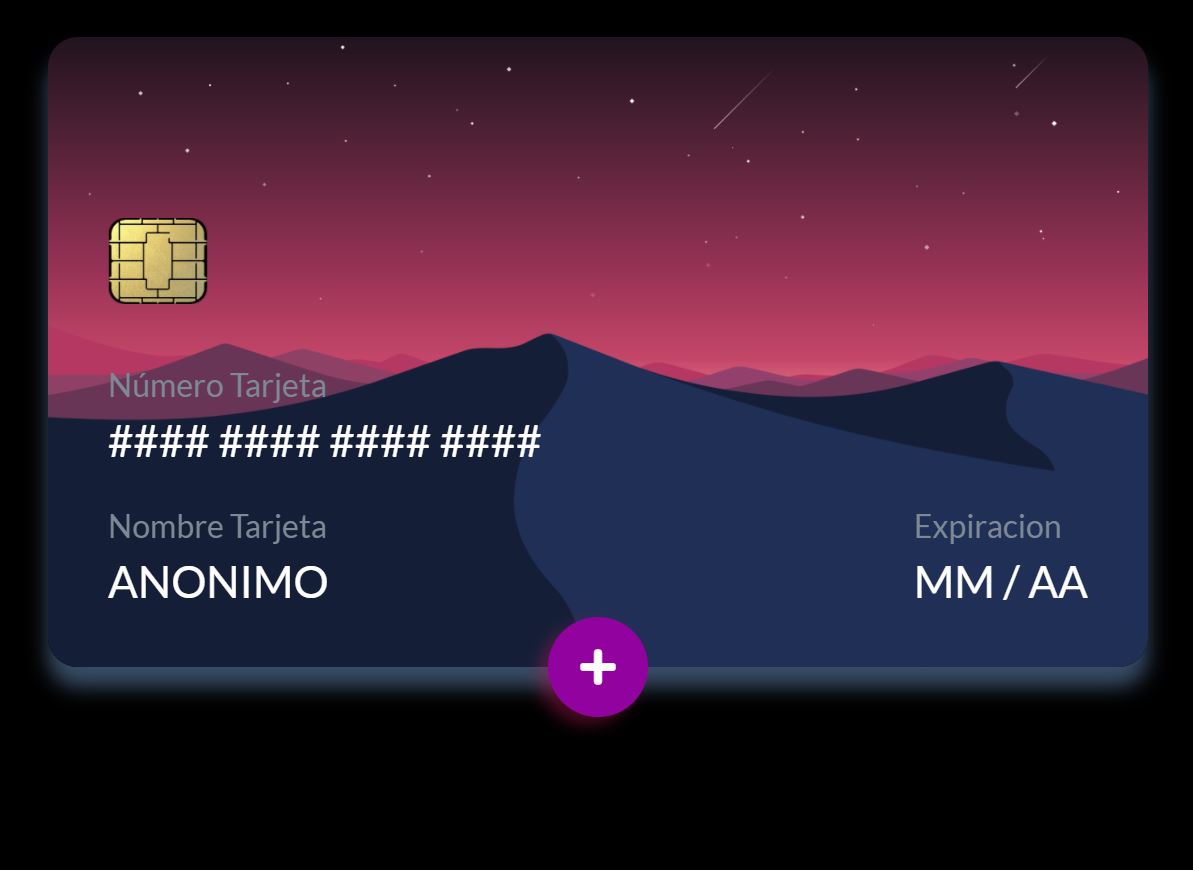 Número Tarjeta
#### #### #### ####
Nombre Tarjeta
ANONIMO
Expiracion
MM / AA